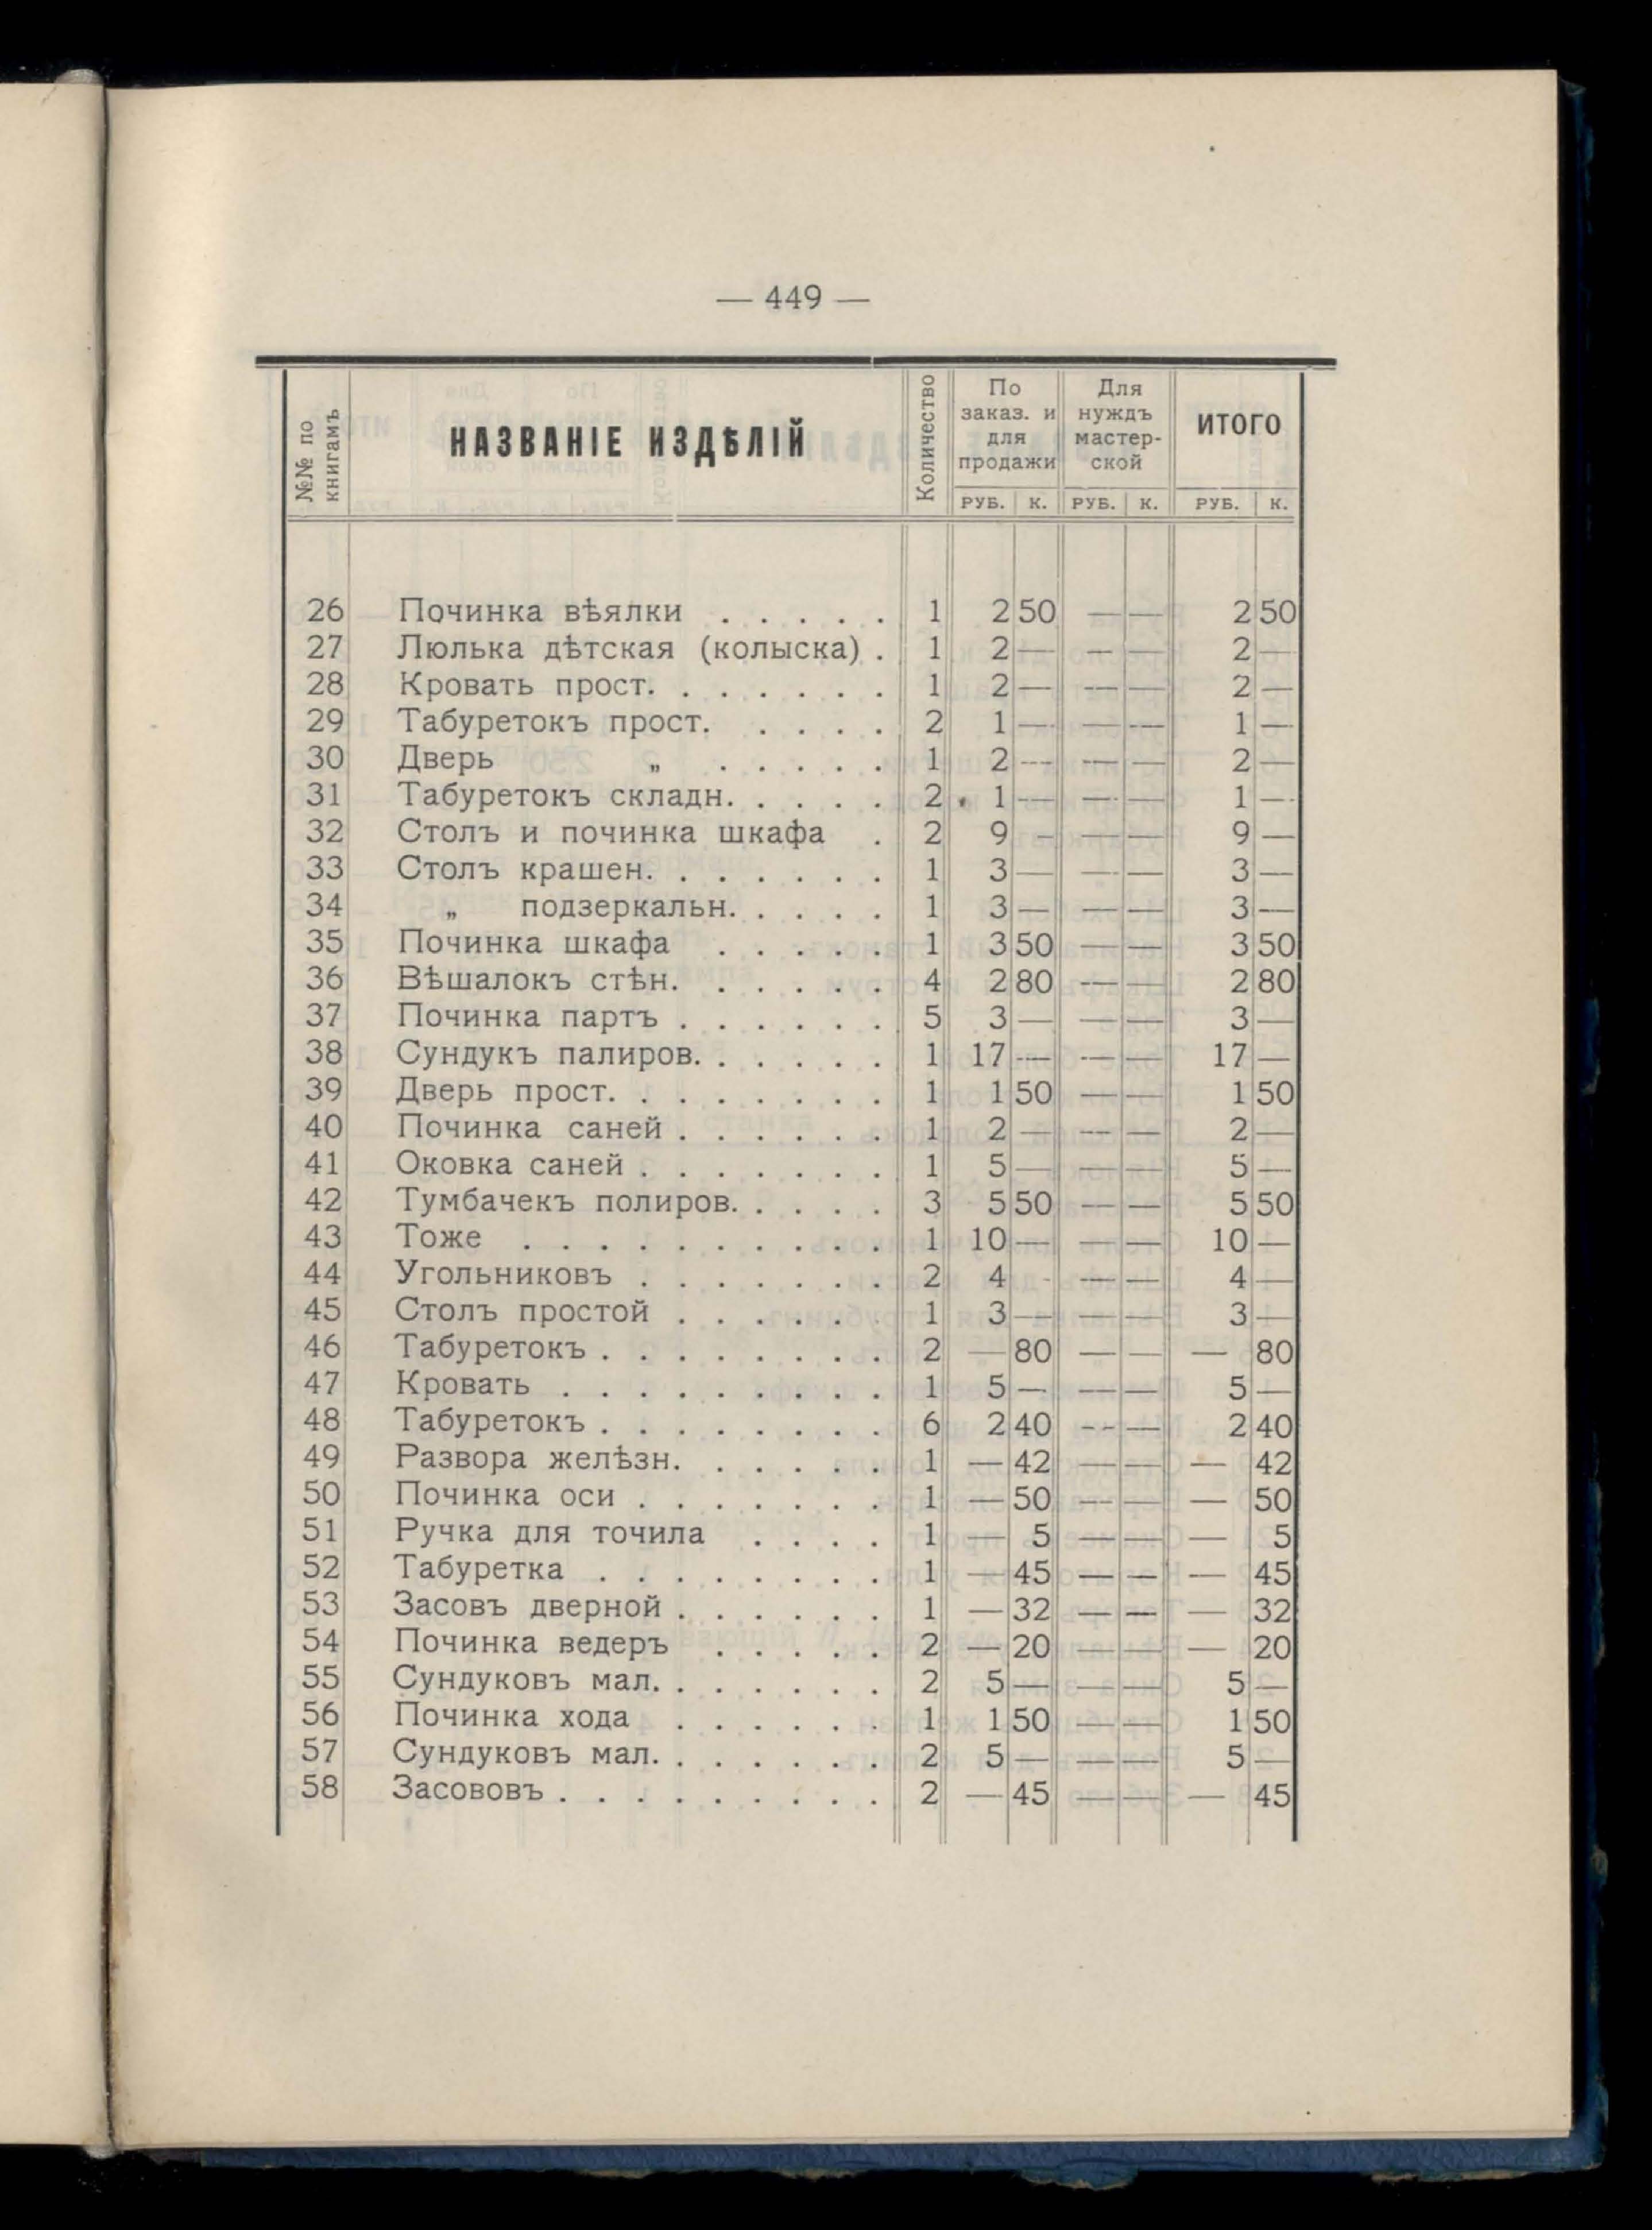 — 449 —
№№ по книгамъ
НАЗВАНІЕ ИЗДѢЛІЙ
Количество
По заказ. и для продажи
Для нуждъ мастер-ской
ИТОГО
РУБ. К. РУБ. К. РУБ. К.
26 Починка вѣялки . . . . . 1 2 50 — — 2 50
27 Люлька дѣтская (колыска) . 1 2 — — — 2 —
28 Кровать прост. . . . . . . 1 2 — — — 2 —
29 Табуретокъ прост. . . . . 2 1 — — — 1 —
30 Дверь „ . . . . . 1 2 — — — 2 —
31 Табуретокъ складн. . . . . 2 1 — — — 1 —
32 Столъ и починка шкафа . 2 9 — — — 9 —
33 Столъ крашен. . . . . . . 1 3 — — — 3 —
34 „ подзеркальн. . . . . 1 3 — — — 3 —
35 Починка шкафа . . . . . 1 3 50 — — 3 50
36 Вѣшалокъ стѣн. . . . . . 4 2 80 — — 2 80
37 Починка партъ . . . . . . 5 3 — — — 3 —
38 Сундукъ палиров. . . . . . 1 17 — — — 17 —
39 Дверь прост. . . . . . . . 1 1 50 — — 1 50
40 Починка саней . . . . . . 1 2 — — — 2 —
41 Оковка саней . . . . . . . 1 5 — — — 5 —
42 Тумбачекъ полиров. . . . . 3 5 50 — — 5 50
43 Тоже . . . . . . . . . . 1 10 — — — 10 —
44 Угольниковъ . . . . . . . 2 4 — — — 4 —
45 Столъ простой . . . . . . 1 3 — — — 3 —
46 Табуретокъ . . . . . . . . 2 — 80 — — — 80
47 Кровать . . . . . . . . . 1 5 — — — 5 —
48 Табуретокъ . . . . . . . . 6 2 40 — — 2 40
49 Развора желѣзн. . . . . . 1 — 42 — — — 42
50 Починка оси . . . . . . . 1 — 50 — — — 50
51 Ручка для точила . . . . 1 — 5 — — — 5
52 Табуретка . . . . . . . . 1 — 45 — — — 45
53 Засовъ дверной . . . . . . 1 — 32 — — — 32
54 Починка ведеръ . . . . . 2 — 20 — — — 20
55 Сундуковъ мал. . . . . . . 2 5 — — — 5 —
56 Починка хода . . . . . . 1 1 50 — — 1 50
57 Сундуковъ мал. . . . . . . 2 5 — — — 5 —
58 Засововъ . . . . . . . . . 2 — 45 — — — 45